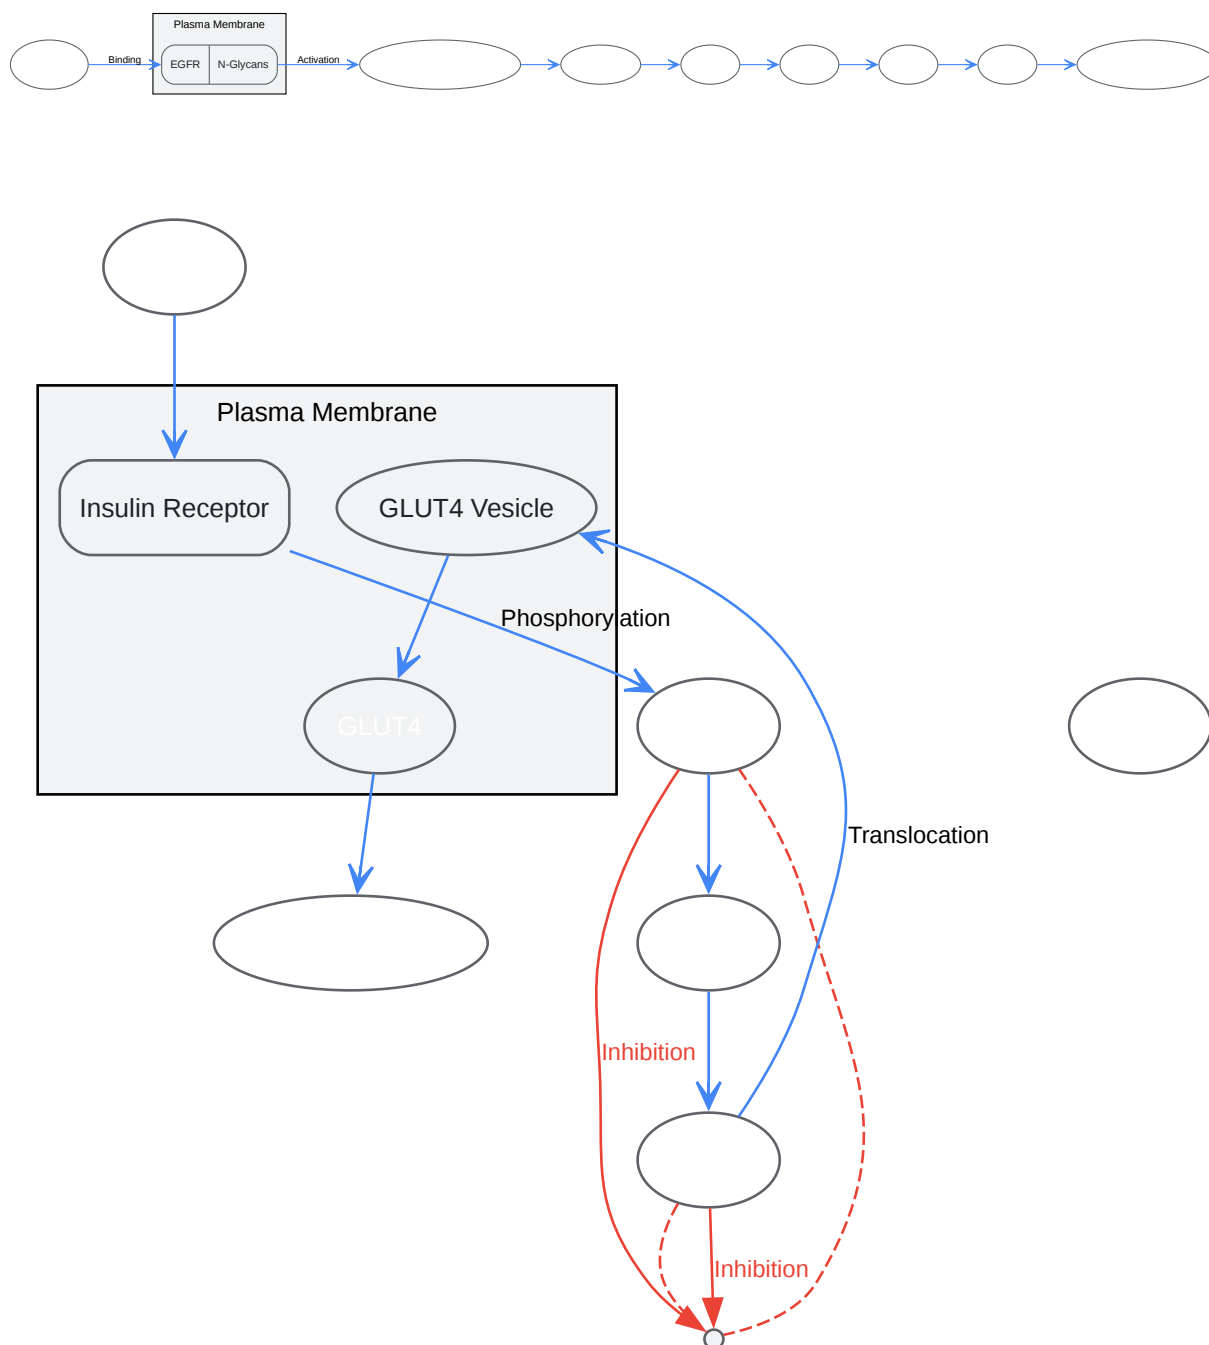 Plasma Membrane
Binding
EGFR
N-Glycans
Activation
Plasma Membrane
Insulin Receptor
GLUT4 Vesicle
Phosphorylation
GLUT4
Translocation
Inhibition
Inhibition